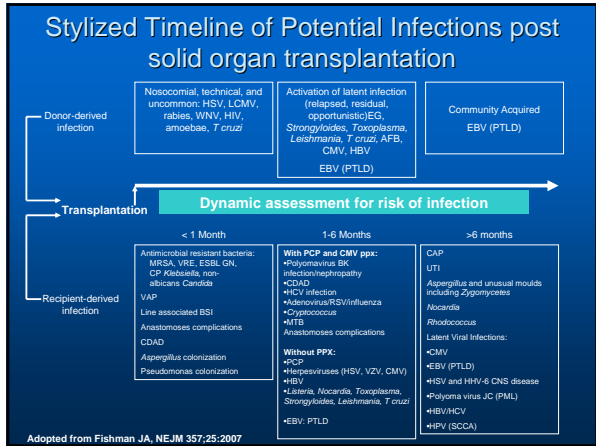 Stylized Timeline of Potential Infections post
solid organ transplantation
Donor-derived
infection
Nosocomial, technical, and
uncommon: HSV, LCMV,
rabies, WNV, HIV,
amoebae, T cruzi
Activation of latent infection
(relapsed, residual,
opportunistic)EG,
Strongyloides, Toxoplasma,
Leishmania, T cruzi, AFB,
CMV, HBV
EBV (PTLD)
Community Acquired
EBV (PTLD)
Transplantation
Dynamic assessment for risk of infection
< 1 Month
1-6 Months
>6 months
Recipient-derived
infection
Antimicrobial resistant bacteria:
MRSA, VRE, ESBL GN,
CP Klebsiella, non-
albicans Candida
VAP
Line associated BSI
Anastomoses complications
CDAD
Aspergillus colonization
Pseudomonas colonization
With PCP and CMV ppx:
•Polyomavirus BK
infection/nephropathy
•CDAD
•HCV infection
•Adenovirus/RSV/influenza
•Cryptococcus
•MTB
Anastomoses complications
Without PPX:
•PCP
•Herpesviruses (HSV, VZV, CMV)
•HBV
•Listeria, Nocardia, Toxoplasma,
Strongyloides, Leishmania, T cruzi
•EBV: PTLD
CAP
UTI
Aspergillus and unusual moulds
including Zygomycetes
Nocardia
Rhodococcus
Latent Viral Infections:
•CMV
•EBV (PTLD)
•HSV and HHV-6 CNS disease
•Polyoma virus JC (PML)
•HBV/HCV
•HPV (SCCA)
Adopted from Fishman JA, NEJM 357;25:2007